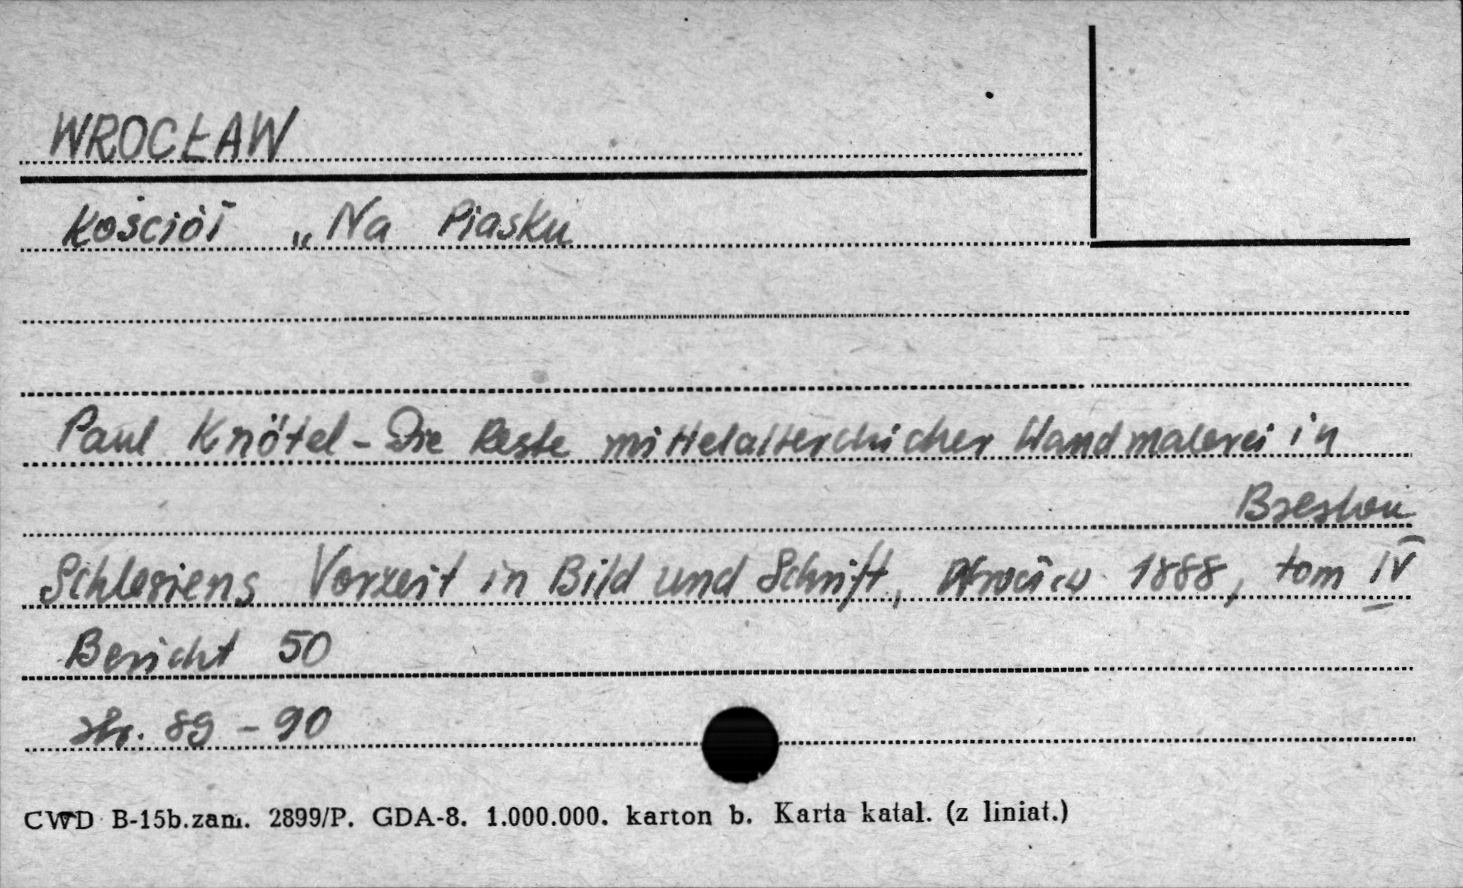 WROCŁAW
Kościół „Na Piasku
Paul Knötel - Die Reste mittelalterchicher Wandmalerei in
Breslau
Schlesiens Vorzeit in Bild und Schrift, Wrocław 1888, tom IV
Bericht 50
str. 89 - 90
CWD B-15b.zam. 2899/P. GDA-8. 1.000.000. karton b. Karta katal. (z liniat.)